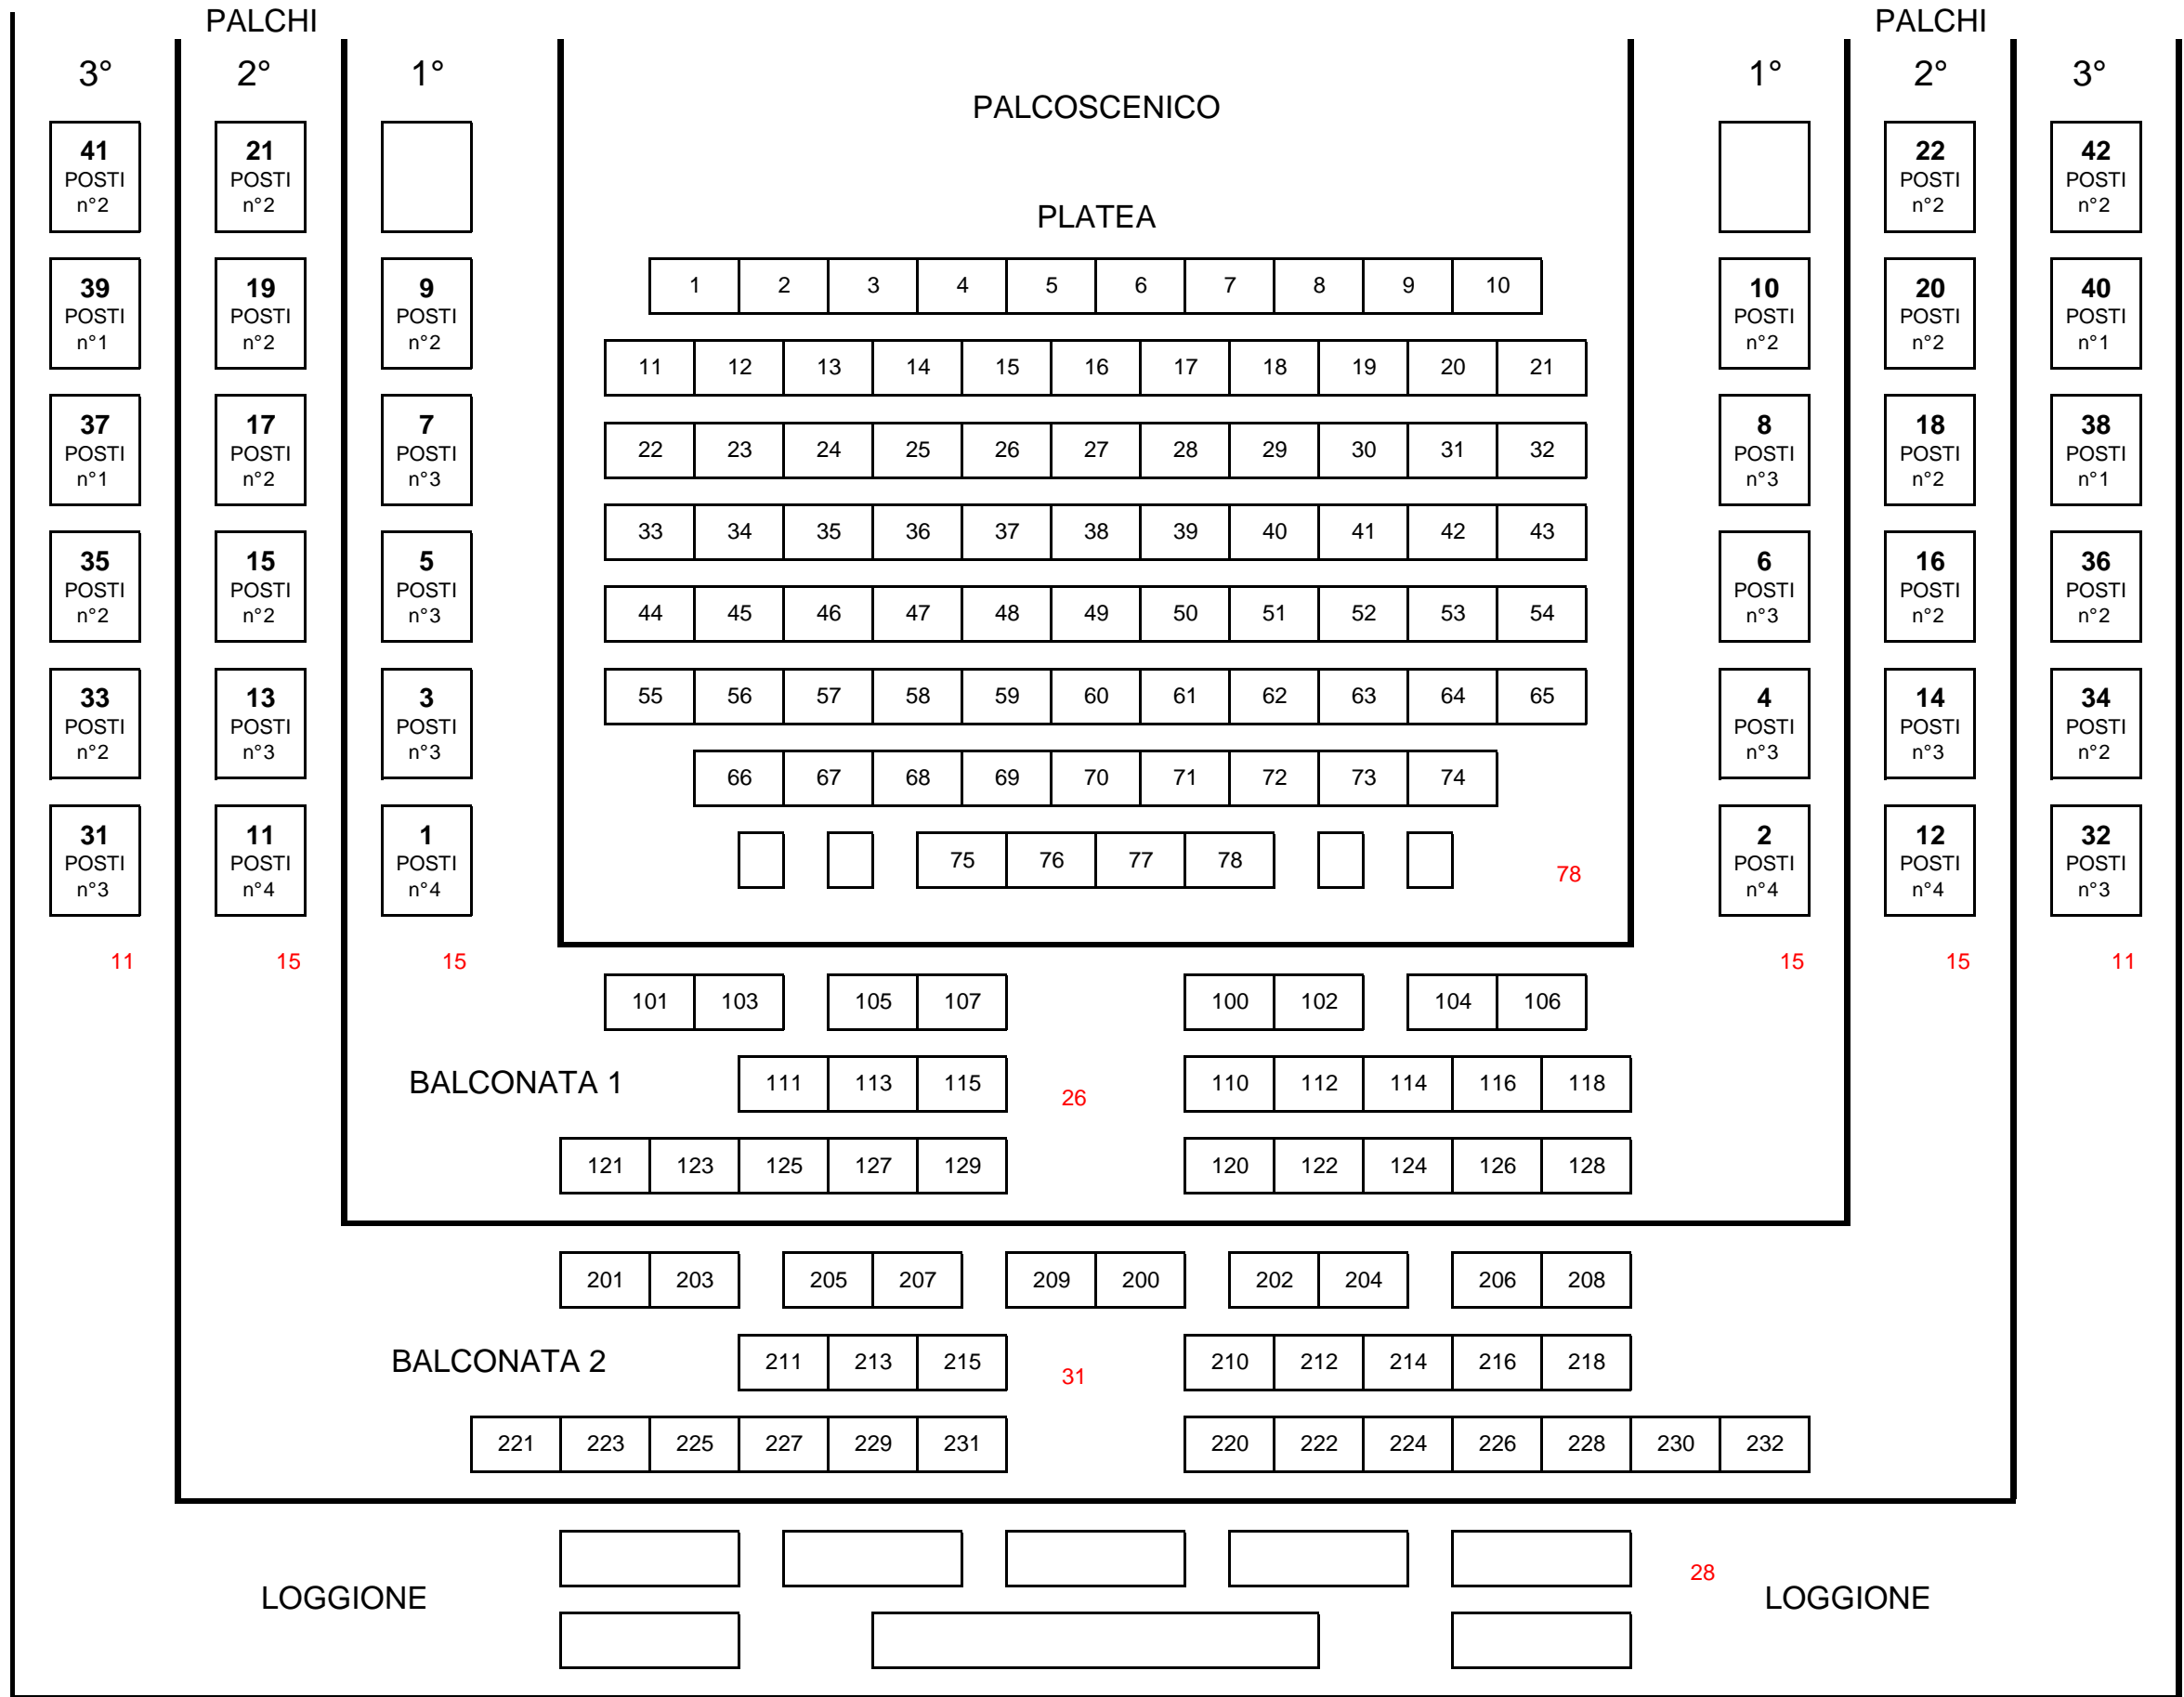 PALCHI PALCHI
3° 2° 1° 1° 2° 3°
PALCOSCENICO
41 21 22 42
POSTI POSTI POSTI POSTI
n°2 n°2 n°2 n°2
PLATEA
1 2 3 4 5 6 7 8 9 10
39 19 9 10 20 40
POSTI POSTI POSTI POSTI POSTI POSTI
n°1 n°2 n°2 n°2 n°2 n°1
11 12 13 14 15 16 17 18 19 20 21
37 17 7 8 18 38
POSTI POSTI POSTI POSTI POSTI POSTI
n°1 n°2 n°3 n°3 n°2 n°1
22 23 24 25 26 27 28 29 30 31 32
33 34 35 36 37 38 39 40 41 42 43
35 15 5 6 16 36
POSTI POSTI POSTI POSTI POSTI POSTI
n°2 n°2 n°3 n°3 n°2 n°2
44 45 46 47 48 49 50 51 52 53 54
33 13 3 4 14 34
POSTI POSTI POSTI POSTI POSTI POSTI
n°2 n°3 n°3 n°3 n°3 n°2
55 56 57 58 59 60 61 62 63 64 65
66 67 68 69 70 71 72 73 74
31 11 1 2 12 32
POSTI POSTI POSTI POSTI POSTI POSTI
n°3 n°4 n°4 n°4 n°4 n°3
75 76 77 78 78
11 15 15 15 15 11
101 103 105 107 100 102 104 106
BALCONATA 1 111 113 115 26 110 112 114 116 118
121 123 125 127 129 120 122 124 126 128
201 203 205 207 209 200 202 204 206 208
BALCONATA 2 211 213 215 31 210 212 214 216 218
221 223 225 227 229 231 220 222 224 226 228 230 232
28
LOGGIONE LOGGIONE